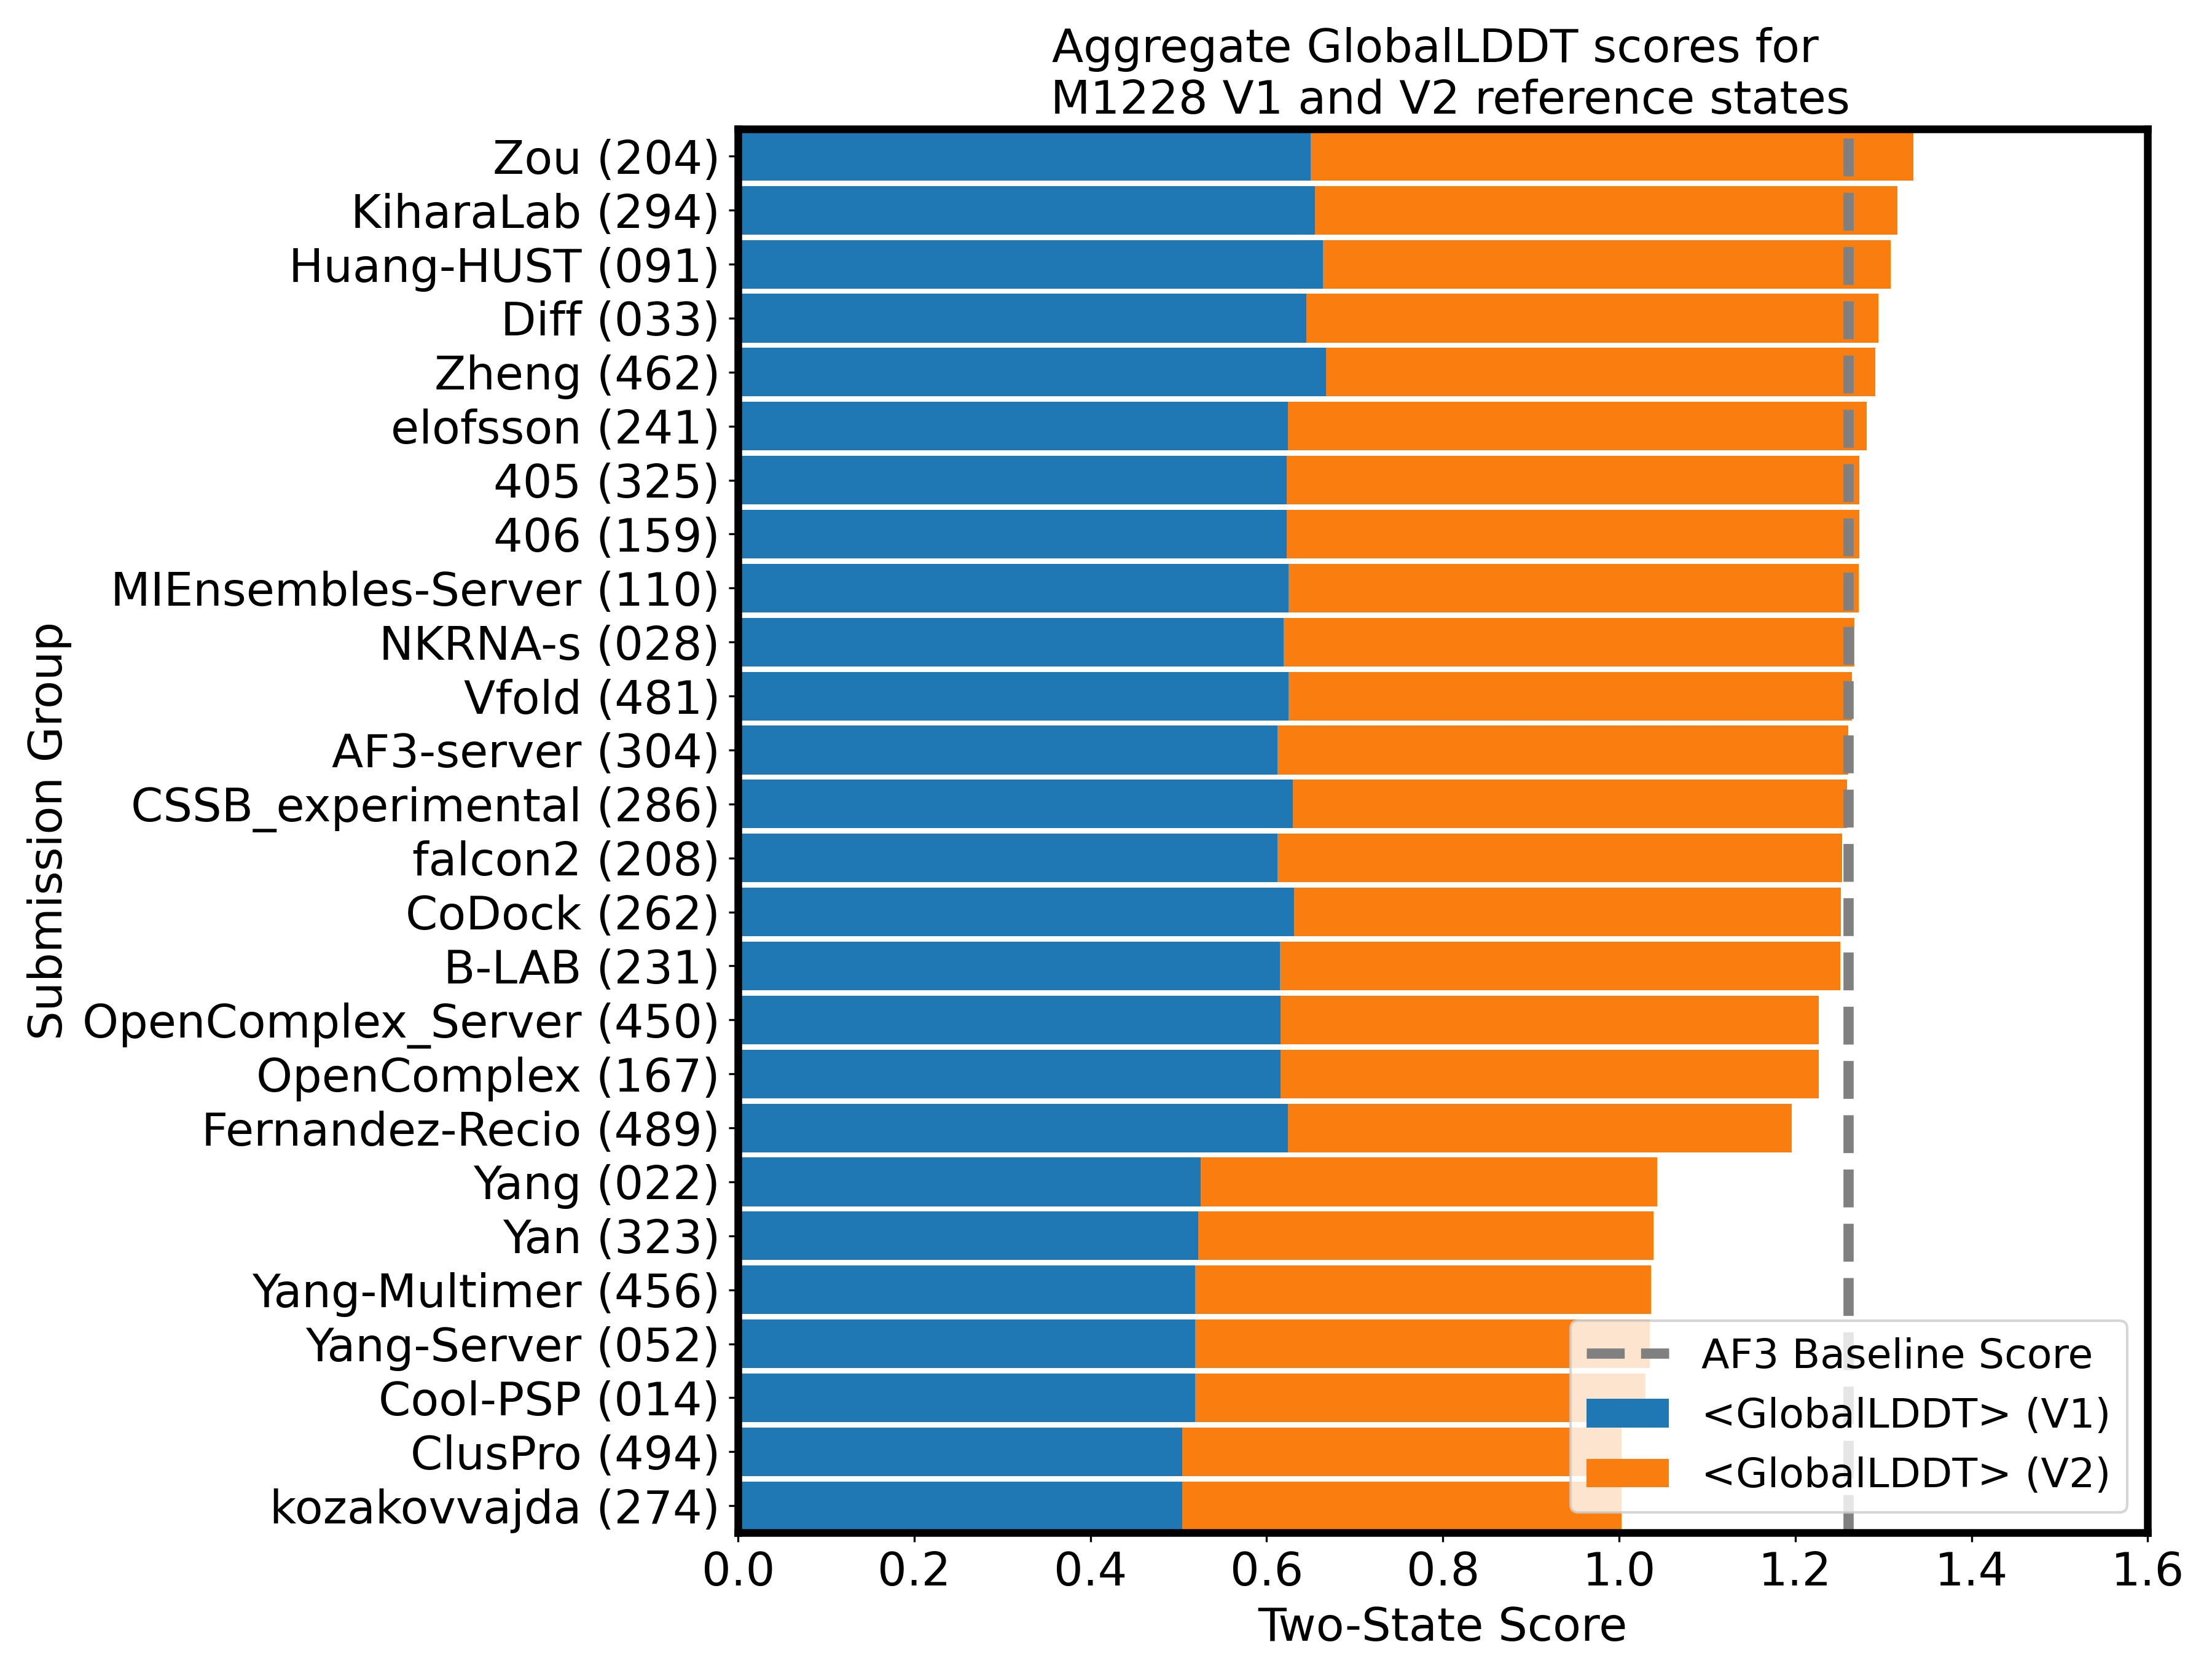 Aggregate GlobalLDDT scores for
M1228 V1 and V2 reference states
Submission Group
Zou (204)
KiharaLab (294)
Huang-HUST (091)
Diff (033)
Zheng (462)
elofsson (241)
405 (325)
406 (159)
MIEnsembles-Server (110)
NKRNA-s (028)
Vfold (481)
AF3-server (304)
CSSB_experimental (286)
falcon2 (208)
CoDock (262)
B-LAB (231)
OpenComplex_Server (450)
OpenComplex (167)
Fernandez-Recio (489)
Yang (022)
Yan (323)
Yang-Multimer (456)
Yang-Server (052)
Cool-PSP (014)
ClusPro (494)
kozakovvajda (274)
AF3 Baseline Score
<GlobalLDDT> (V1)
<GlobalLDDT> (V2)
0.0 0.2 0.4 0.6 0.8 1.0 1.2 1.4 1.6
Two-State Score